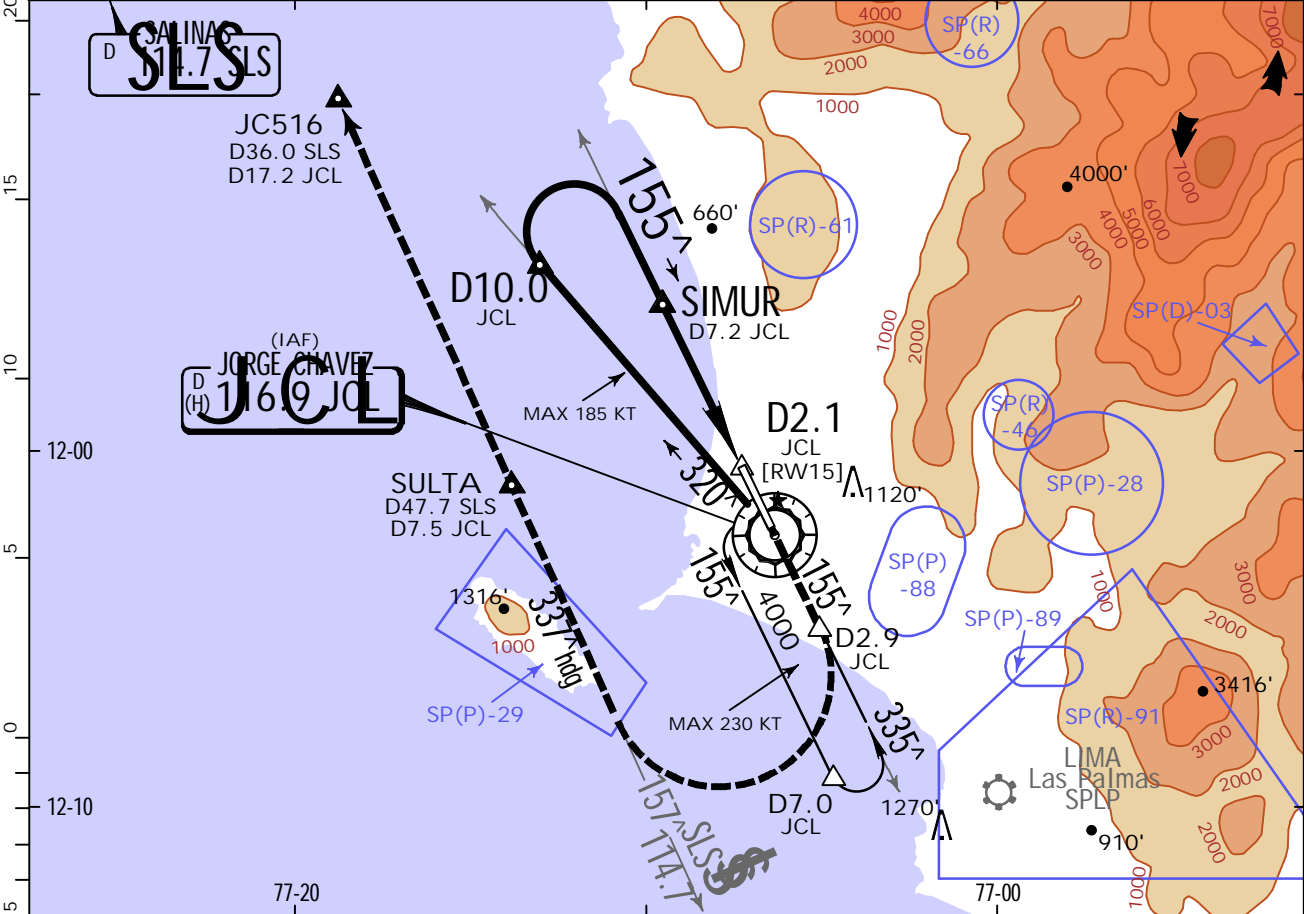 20
SALINAS
D 114.7 SLS
SLS
4000
3000
2000
1000
SP(R)
-66
7000
JC516
D36.0 SLS
D17.2 JCL
15
155^
660'
SP(R)-61
4000'
7000
6000
5000
4000
3000
D10.0
JCL
SIMUR
D7.2 JCL
1000
2000
SP(D)-03
10
(IAF)
JORGE CHAVEZ
D
(H) 116.9 JCL
J C L
MAX 185 KT
D2.1
JCL
[RW15]
SP(R)
-46
12-00
320^
1120'
SP(P)-28
SULTA
D47.7 SLS
D7.5 JCL
5
155^
4000
155^
SP(P)
-88
1000
3000
2000
1316'
1000
337^hdg
D2.9
JCL
SP(P)-89
SP(P)-29
MAX 230 KT
335^
3416'
SP(R)-91
3000
0
LIMA
Las Palmas
SPLP
2000
157^SLS
114.7
SLS
D7.0
JCL
1270'
12-10
910'
2000
1000
77-20
77-00
5